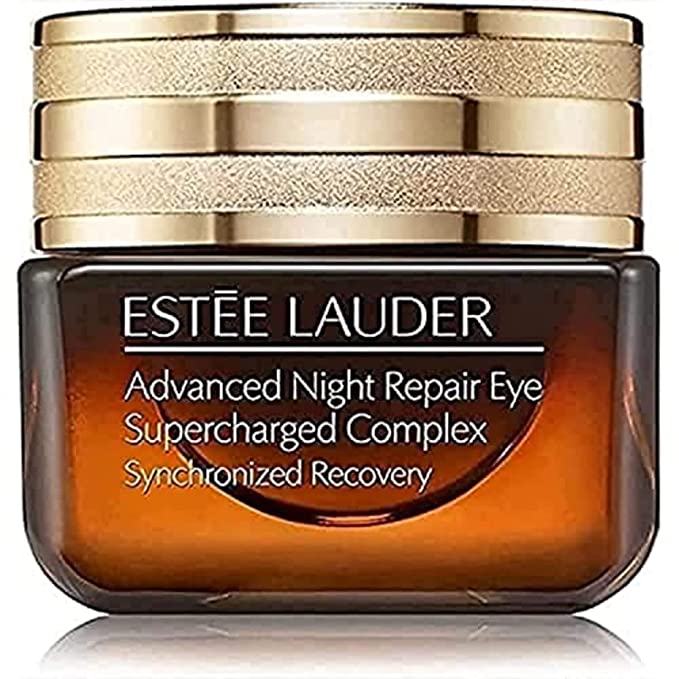 ESTĒE LAUDER
Advanced Night Repair Eye
Supercharged Complex
Synchronized Recovery